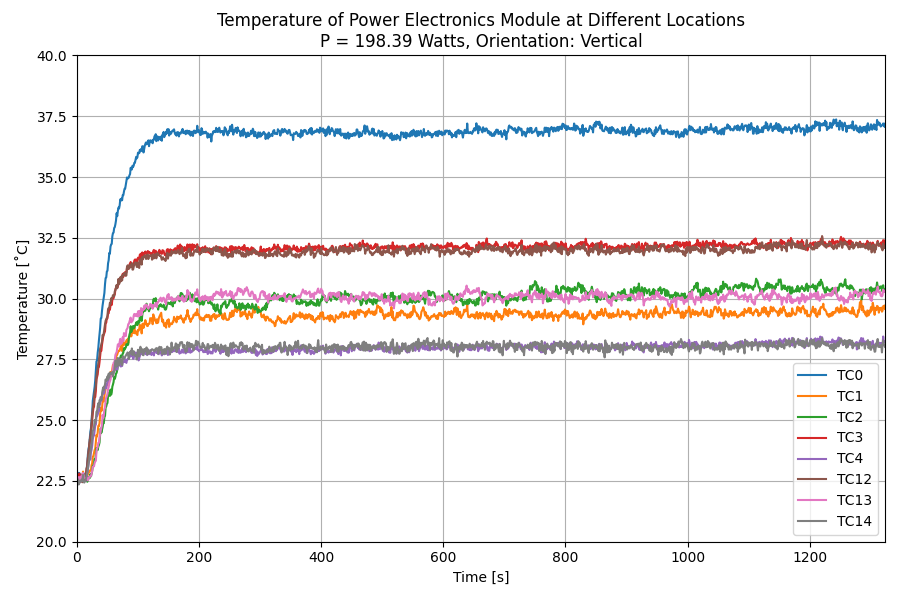 Temperature of Power Electronics Module at Different Locations
P = 198.39 Watts, Orientation: Vertical
Temperature [˚C]
40.0
37.5
35.0
32.5
30.0
27.5
25.0
22.5
20.0
0
200
400
600
800
1000
1200
Time [s]
TC0
TC1
TC2
TC3
TC4
TC12
TC13
TC14